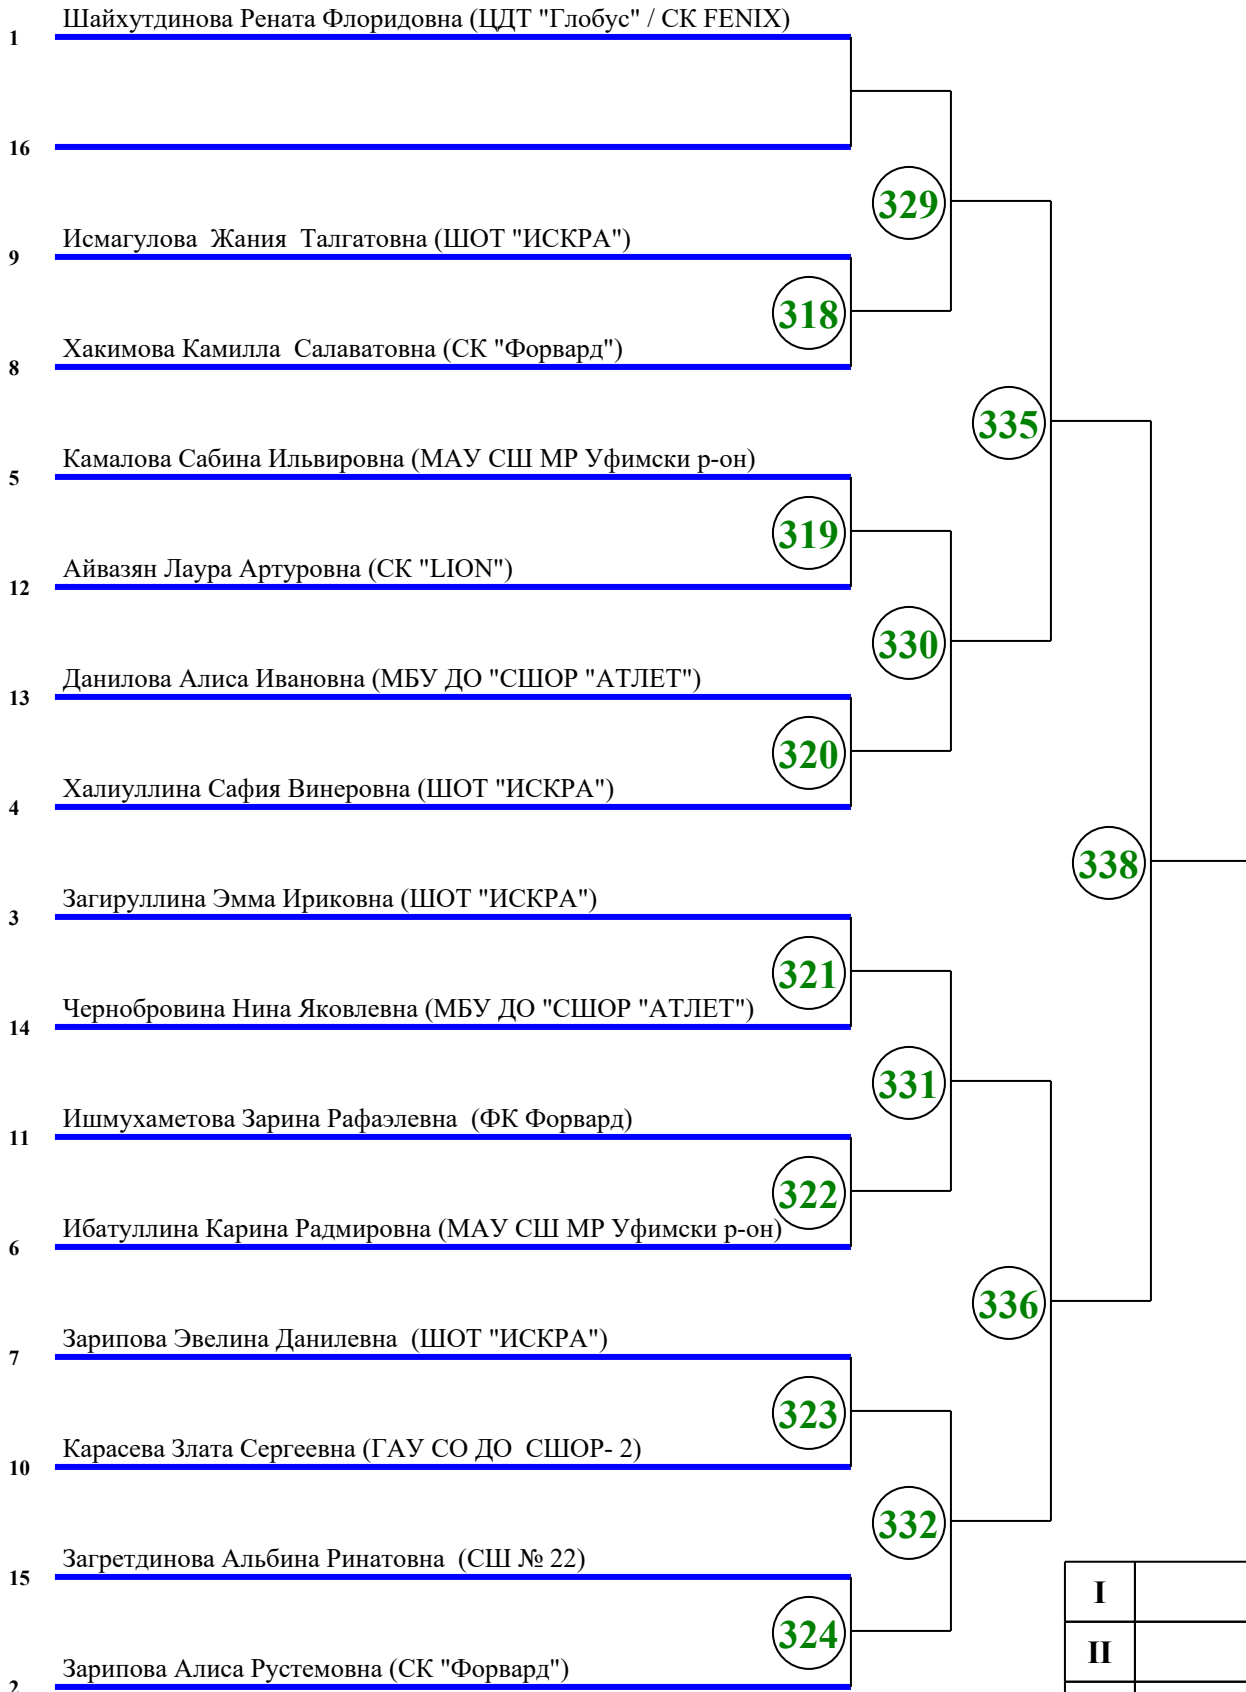 Шайхутдинова Рената Флоридовна (ЦДТ "Глобус" / СК FENIX)
1
16
329
Исмагулова  Жания  Талгатовна (ШОТ "ИСКРА")
9
318
Хакимова Камилла  Салаватовна (СК "Форвард")
8
335
Камалова Сабина Ильвировна (МАУ СШ МР Уфимски р-он)
5
319
Айвазян Лаура Артуровна (СК "LION")
12
330
Данилова Алиса Ивановна (МБУ ДО "СШОР "АТЛЕТ")
13
320
Халиуллина Сафия Винеровна (ШОТ "ИСКРА")
4
338
Загируллина Эмма Ириковна (ШОТ "ИСКРА")
3
321
Чернобровина Нина Яковлевна (МБУ ДО "СШОР "АТЛЕТ")
14
331
Ишмухаметова Зарина Рафаэлевна  (ФК Форвард)
11
322
Ибатуллина Карина Радмировна (МАУ СШ МР Уфимски р-он)
6
336
Зарипова Эвелина Данилевна  (ШОТ "ИСКРА")
7
323
Карасева Злата Сергеевна (ГАУ СО ДО  СШОР- 2)
10
332
Загретдинова Альбина Ринатовна  (СШ № 22)
15
I
324
II
Зарипова Алиса Рустемовна (СК "Форвард")
2